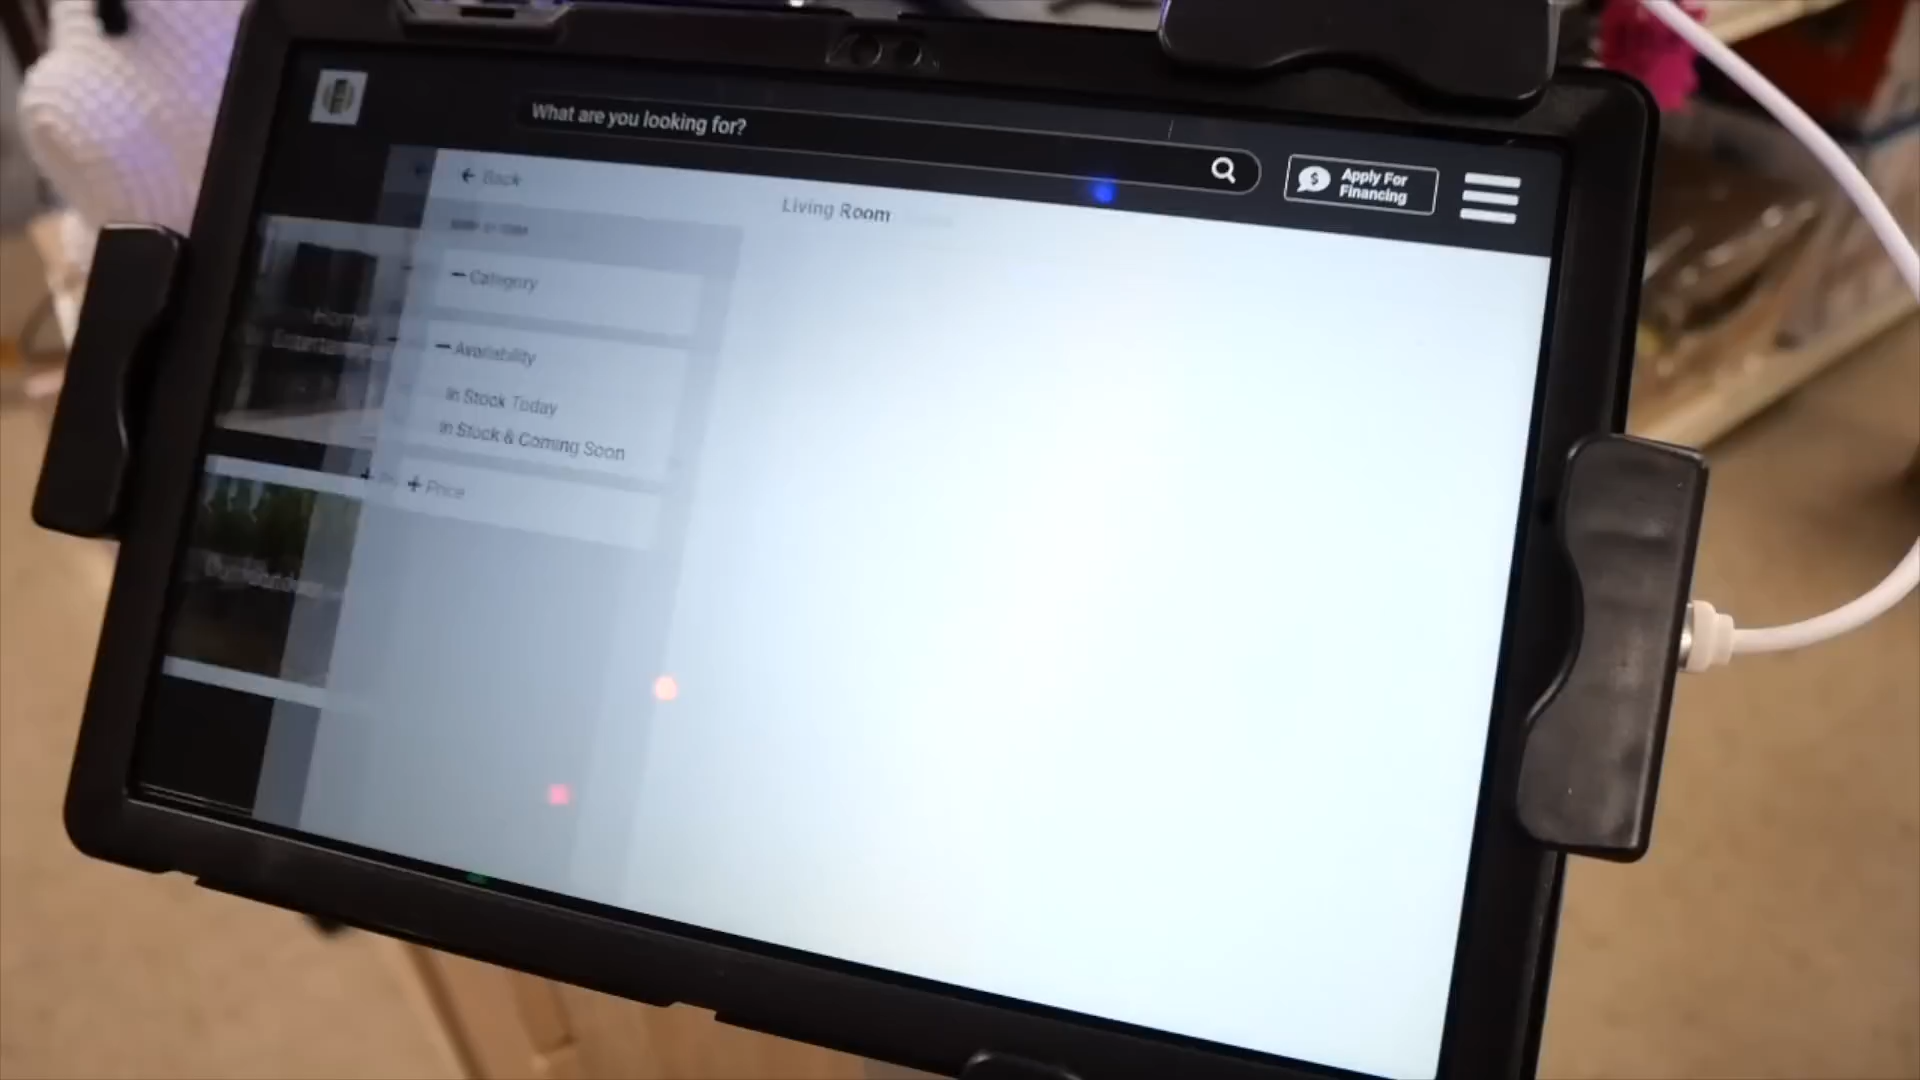 What are you looking for?
Apply For
Financing
Back
Living Room
Category
Availability
In Stock Today
In Stock & Coming Soon
Price
Home